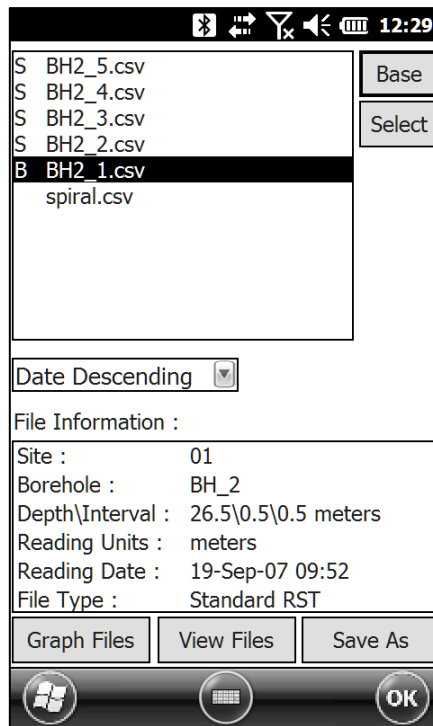 12:29
S BH2_5.csv
S BH2_4.csv
S BH2_3.csv
S BH2_2.csv
B BH2_1.csv
spiral.csv
Base
Select
Date Descending
File Information :
Site : 01
Borehole : BH_2
Depth\Interval : 26.5\0.5\0.5 meters
Reading Units : meters
Reading Date : 19-Sep-07 09:52
File Type : Standard RST
Graph Files View Files Save As
OK